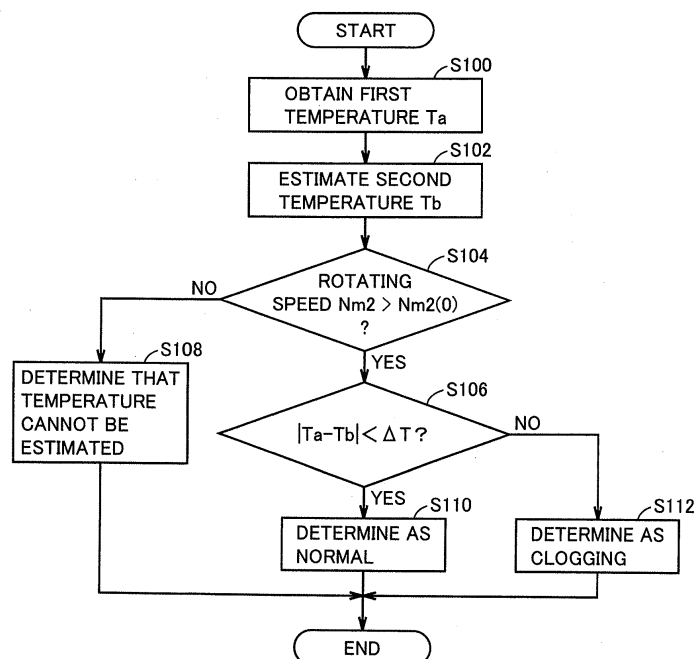 START
S100
OBTAIN FIRST
TEMPERATURE Ta
S102
ESTIMATE SECOND
TEMPERATURE Tb
S104
ROTATING
SPEED Nm2 > Nm2(0)
?
NO
YES
S108
DETERMINE THAT
TEMPERATURE
CANNOT BE
ESTIMATED
S106
|Ta-Tb| < ΔT ?
NO
YES
S110
DETERMINE AS
NORMAL
S112
DETERMINE AS
CLOGGING
END